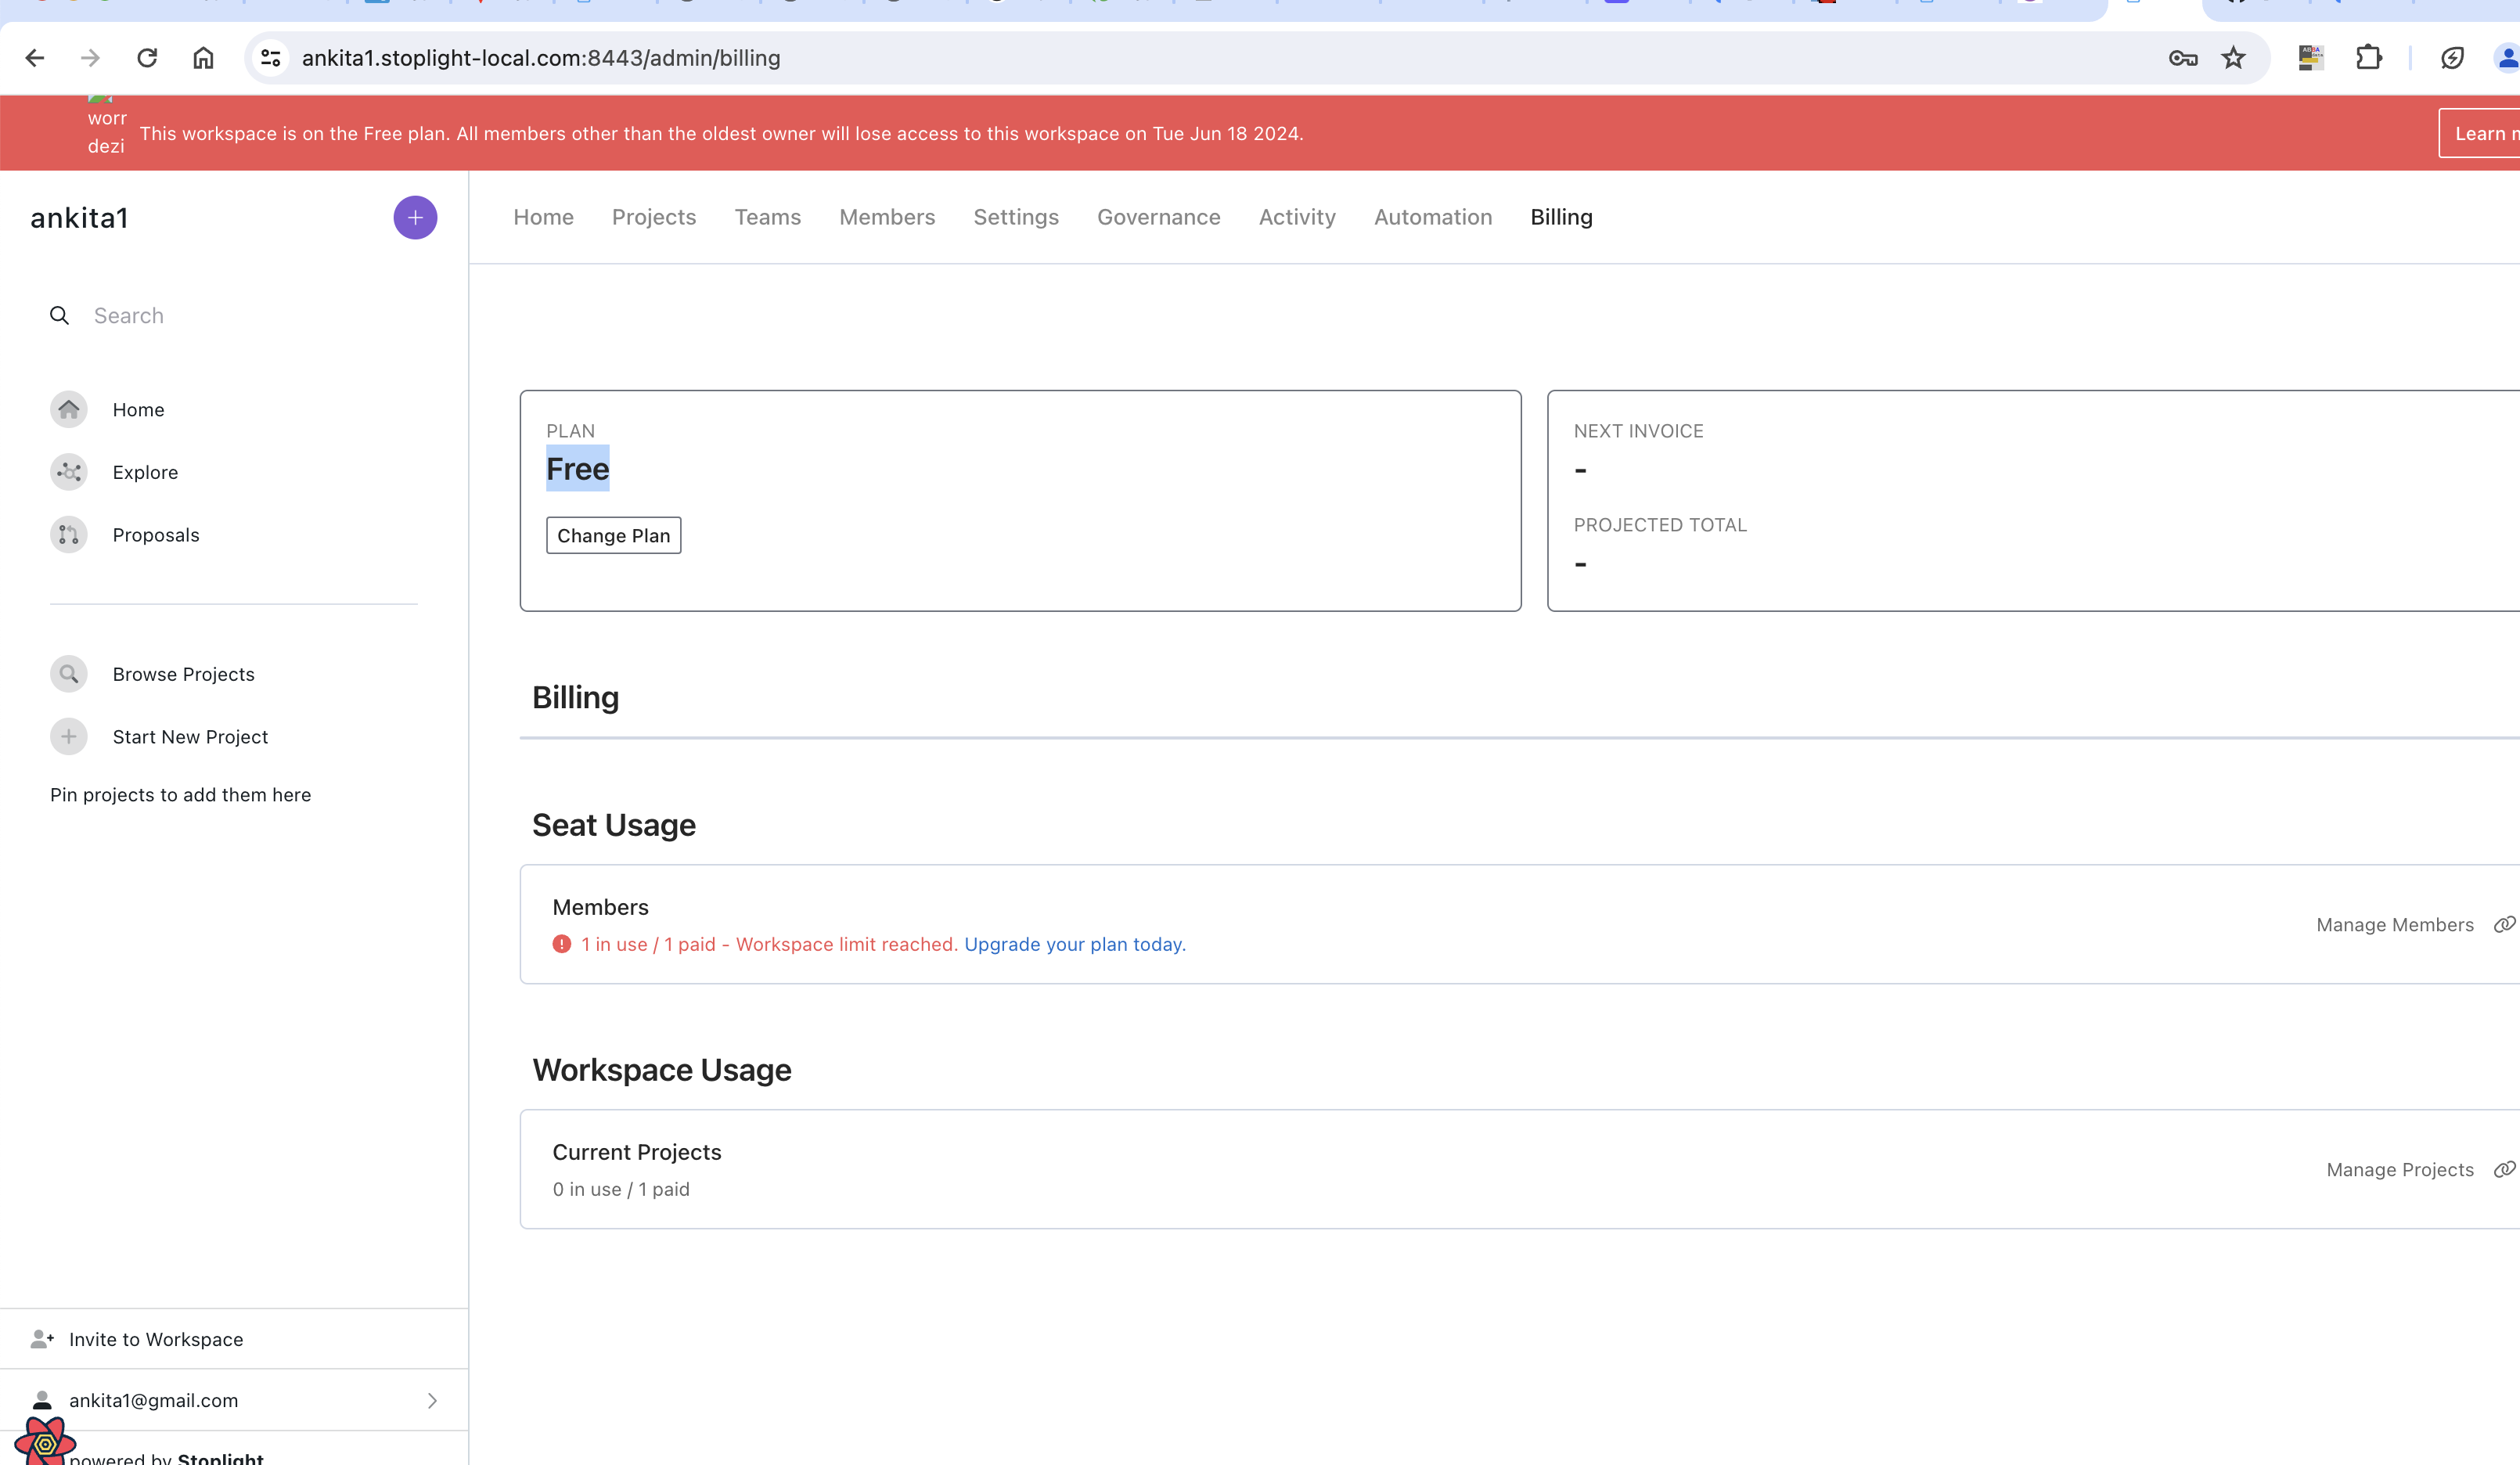 ankita1.stoplight-local.com:8443/admin/billing
worr
dezi
This workspace is on the Free plan. All members other than the oldest owner will lose access to this workspace on Tue Jun 18 2024.
Learn
ankita1
Home Projects Teams Members Settings Governance Activity Automation Billing
Search
Home
Explore
Proposals
Browse Projects
Start New Project
Pin projects to add them here
PLAN
Free
Change Plan
NEXT INVOICE
-
PROJECTED TOTAL
-
Billing
Seat Usage
Members
1 in use / 1 paid - Workspace limit reached. Upgrade your plan today.
Manage Members
Workspace Usage
Current Projects
0 in use / 1 paid
Manage Projects
Invite to Workspace
ankita1@gmail.com
powered by Stoplight